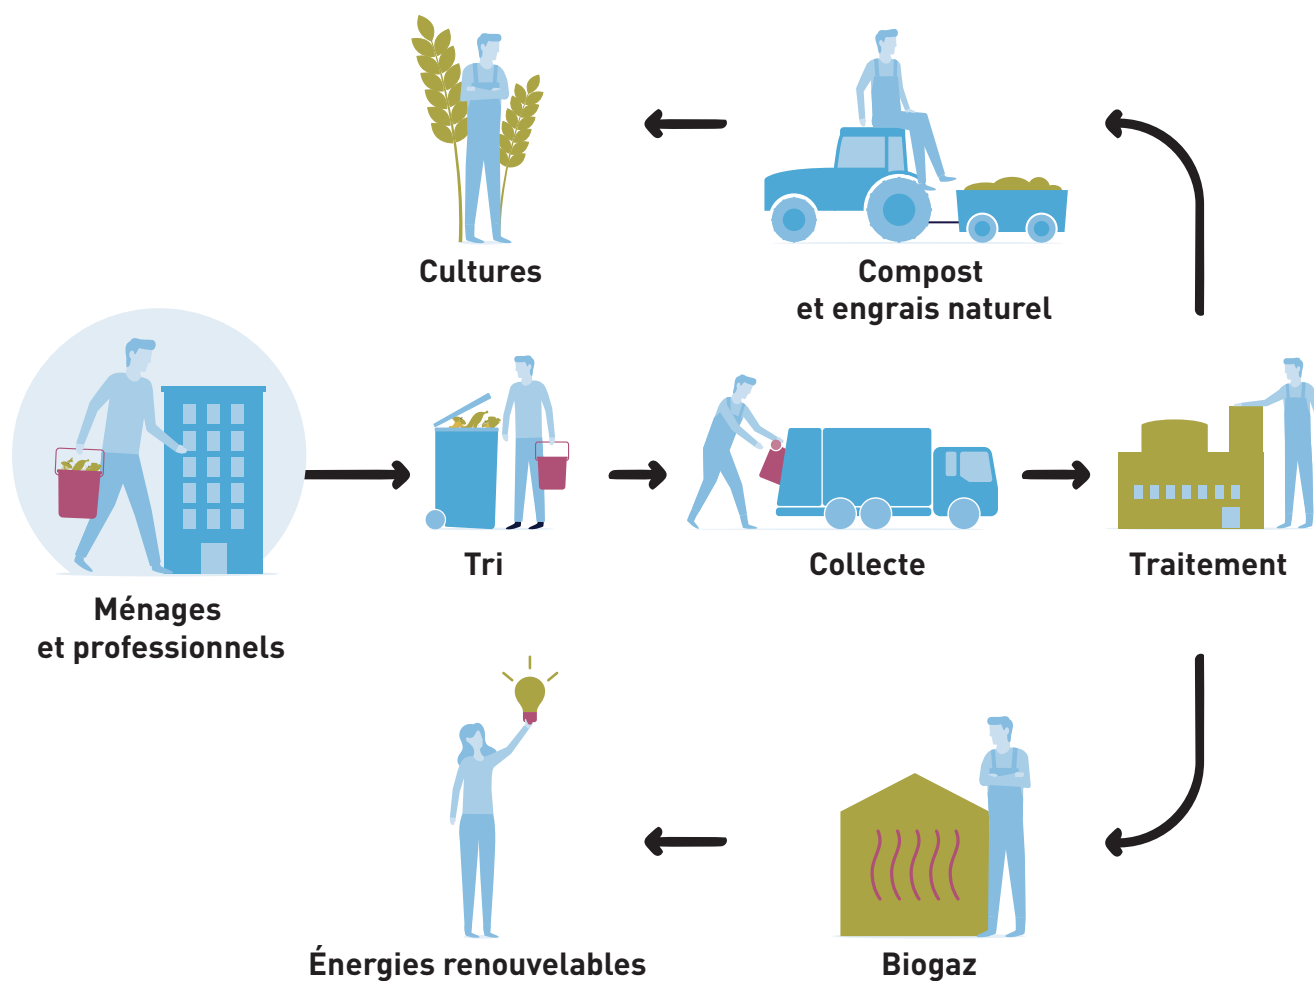 Cultures
Compost
et engrais naturel
Ménages
et professionnels
Tri
Collecte
Traitement
Énergies renouvelables
Biogaz